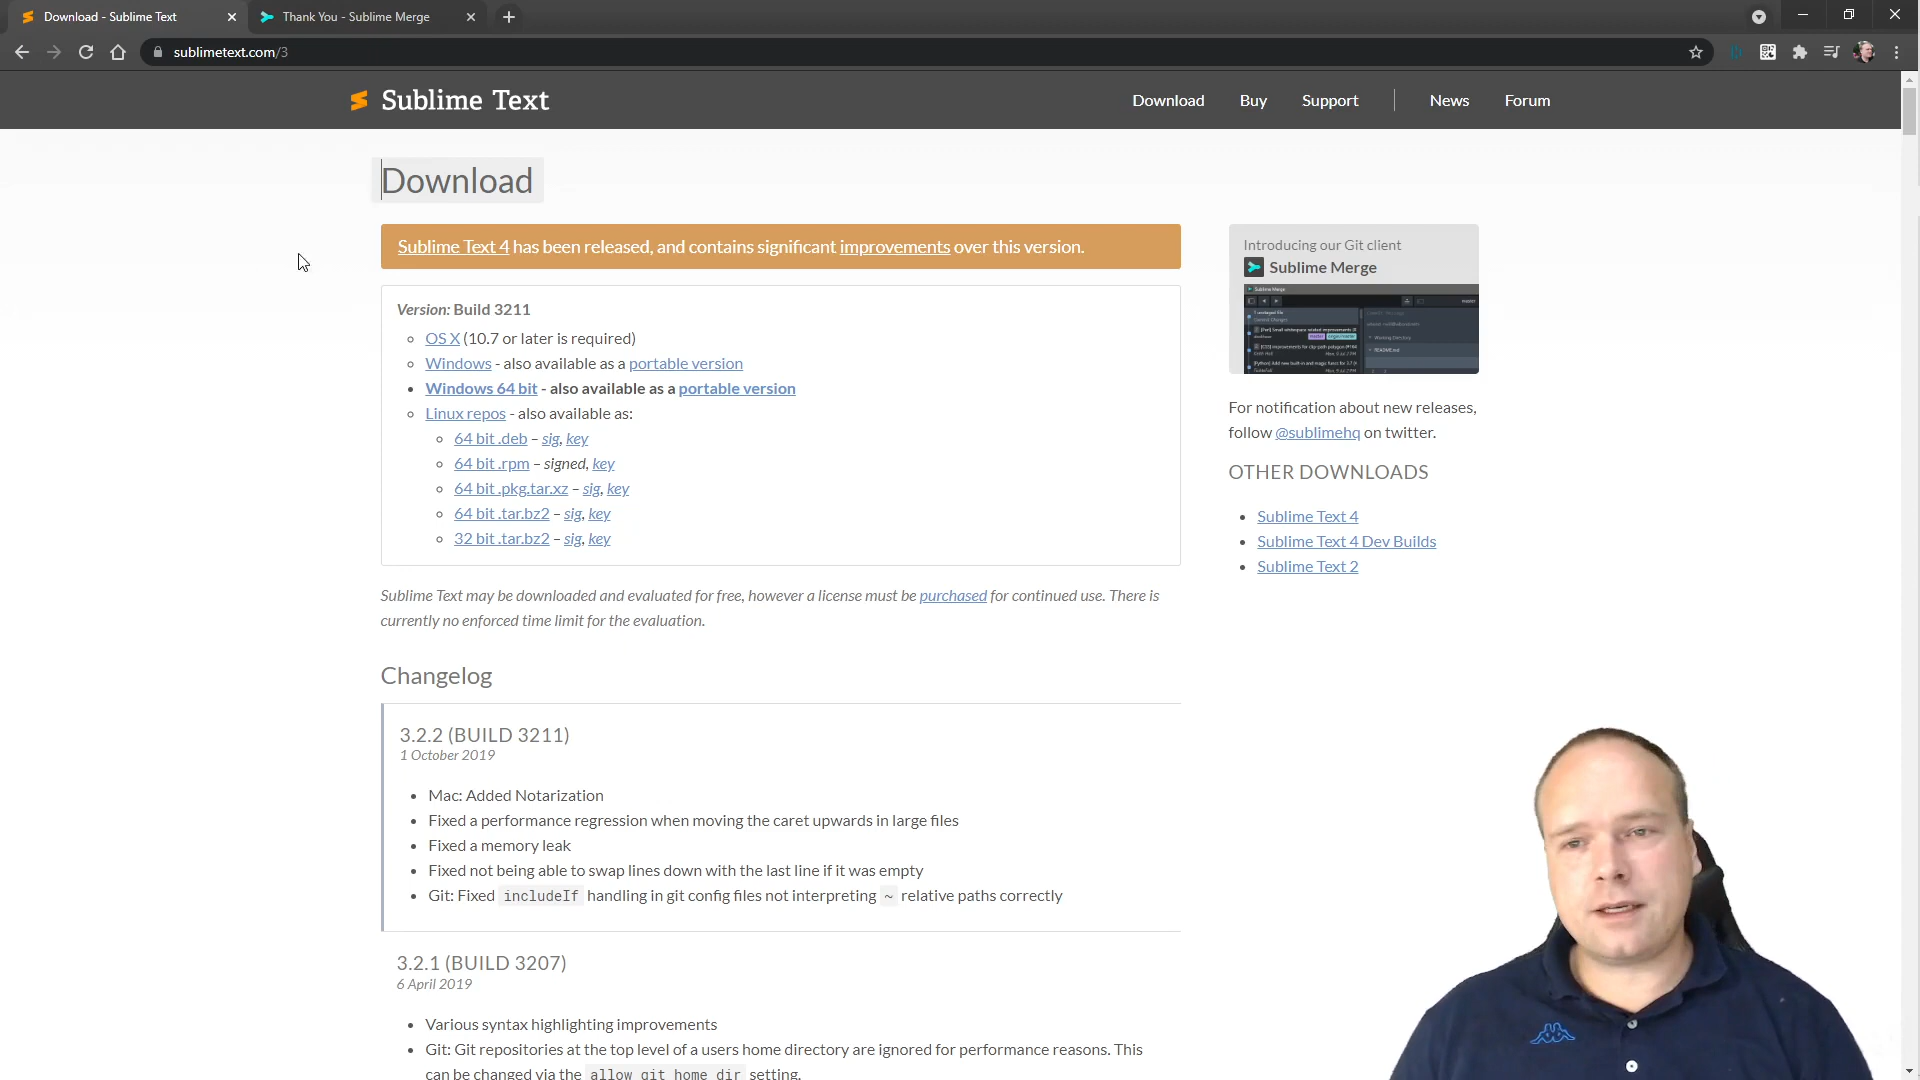 Download - Sublime Text
Thank You - Sublime Merge
sublimetext.com/3
Sublime Text
Download Buy Support News Forum
Download
Sublime Text 4 has been released, and contains significant improvements over this version.
Version: Build 3211
OS X (10.7 or later is required)
Windows - also available as a portable version
Windows 64 bit - also available as a portable version
Linux repos - also available as:
64 bit .deb – sig, key
64 bit .rpm – signed, key
64 bit .pkg.tar.xz – sig, key
64 bit .tar.bz2 – sig, key
32 bit .tar.bz2 – sig, key
Sublime Text may be downloaded and evaluated for free, however a license must be purchased for continued use. There is
currently no enforced time limit for the evaluation.
Changelog
3.2.2 (BUILD 3211)
1 October 2019
Mac: Added Notarization
Fixed a performance regression when moving the caret upwards in large files
Fixed a memory leak
Fixed not being able to swap lines down with the last line if it was empty
Git: Fixed includeIf handling in git config files not interpreting ~ relative paths correctly
3.2.1 (BUILD 3207)
6 April 2019
Various syntax highlighting improvements
Git: Git repositories at the top level of a users home directory are ignored for performance reasons. This
can be changed via the allow_git_home_dir setting.
Introducing our Git client
Sublime Merge
Sublime Merge
For notification about new releases,
follow @sublimehq on twitter.
OTHER DOWNLOADS
Sublime Text 4
Sublime Text 4 Dev Builds
Sublime Text 2